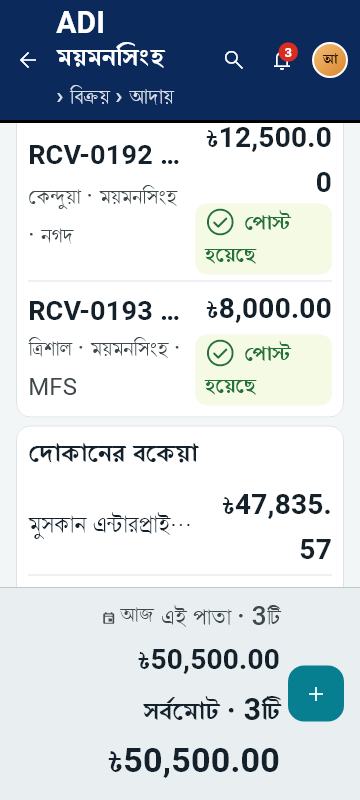 ADI
ময়মনসিংহ
› বিক্রয় › আদায়
3
আ
RCV-0192 ...
৳12,500.0
0
কেন্দুয়া · ময়মনসিংহ
· নগদ
পোস্ট
হয়েছে
RCV-0193 ...
৳8,000.00
ত্রিশাল · ময়মনসিংহ ·
MFS
পোস্ট
হয়েছে
দোকানের বকেয়া
মুসকান এন্টারপ্রাই...
৳47,835.
57
আজ এই পাতা · 3টি
৳50,500.00
সর্বমোট · 3টি
৳50,500.00
+